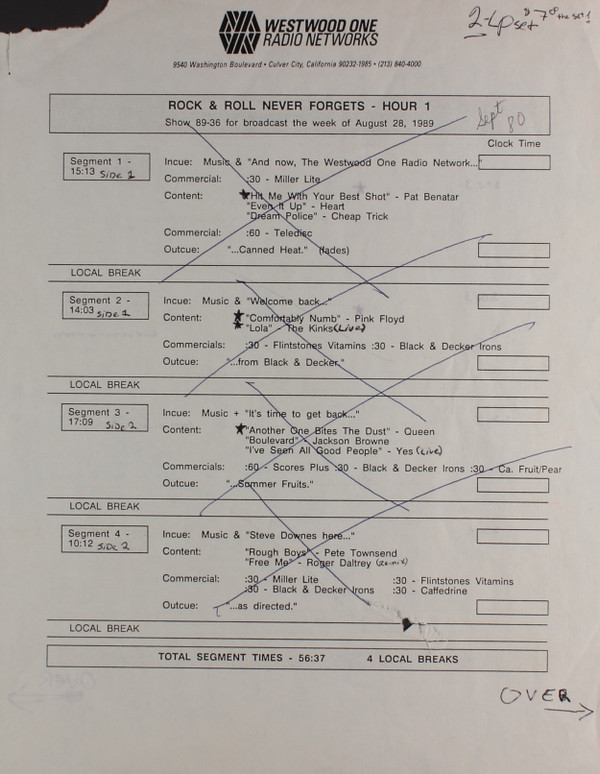 WESTWOOD ONE
RADIO NETWORKS
9540 Washington Boulevard • Culver City, California 90232-1985 • (213) 840-4000
2-Lp set $7.98 the set!
ROCK & ROLL NEVER FORGETS - HOUR 1
Show 89-36 for broadcast the week of August 28, 1989
Sept 80
Clock Time
Segment 1 - 15:13 Side 1
Incue: Music & "And now, The Westwood One Radio Network..."
Commercial: :30 - Miller Lite
Content: "Hit Me With Your Best Shot" - Pat Benatar
"Even It Up" - Heart
"Dream Police" - Cheap Trick
Commercial: :60 - Teledisc
Outcue: "...Canned Heat." (fades)
LOCAL BREAK
Segment 2 - 14:03 Side 1
Incue: Music & "Welcome back..."
Content: "Comfortably Numb" - Pink Floyd
"Lola" - The Kinks (Live)
Commercials: :30 - Flintstones Vitamins :30 - Black & Decker Irons
Outcue: "...from Black & Decker."
LOCAL BREAK
Segment 3 - 17:09 Side 2
Incue: Music + "It's time to get back..."
Content: "Another One Bites The Dust" - Queen
"Boulevard" - Jackson Browne
"I've Seen All Good People" - Yes (Live)
Commercials: :60 - Scores Plus :30 - Black & Decker Irons :30 - Ca. Fruit/Pear
Outcue: "...Summer Fruits."
LOCAL BREAK
Segment 4 - 10:12 Side 2
Incue: Music & "Steve Downes here..."
Content: "Rough Boys" - Pete Townsend
"Free Me" - Roger Daltrey (re-mix)
Commercial: :30 - Miller Lite :30 - Flintstones Vitamins
:30 - Black & Decker Irons :30 - Caffedrine
Outcue: "...as directed."
LOCAL BREAK
TOTAL SEGMENT TIMES - 56:37 4 LOCAL BREAKS
OVER